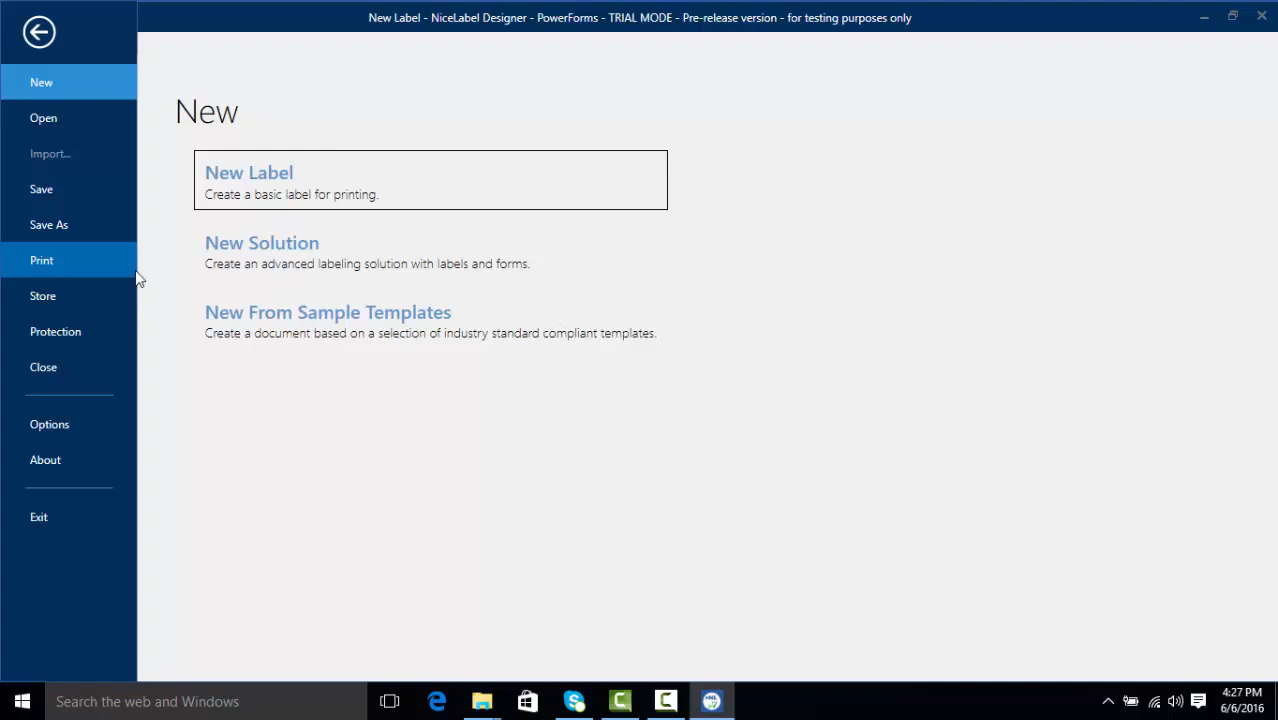 New Label - NiceLabel Designer - PowerForms - TRIAL MODE - Pre-release version - for testing purposes only
New
Open
Import...
Save
Save As
Print
Store
Protection
Close
Options
About
Exit
New
New Label
Create a basic label for printing.
New Solution
Create an advanced labeling solution with labels and forms.
New From Sample Templates
Create a document based on a selection of industry standard compliant templates.
Search the web and Windows
4:27 PM
6/6/2016